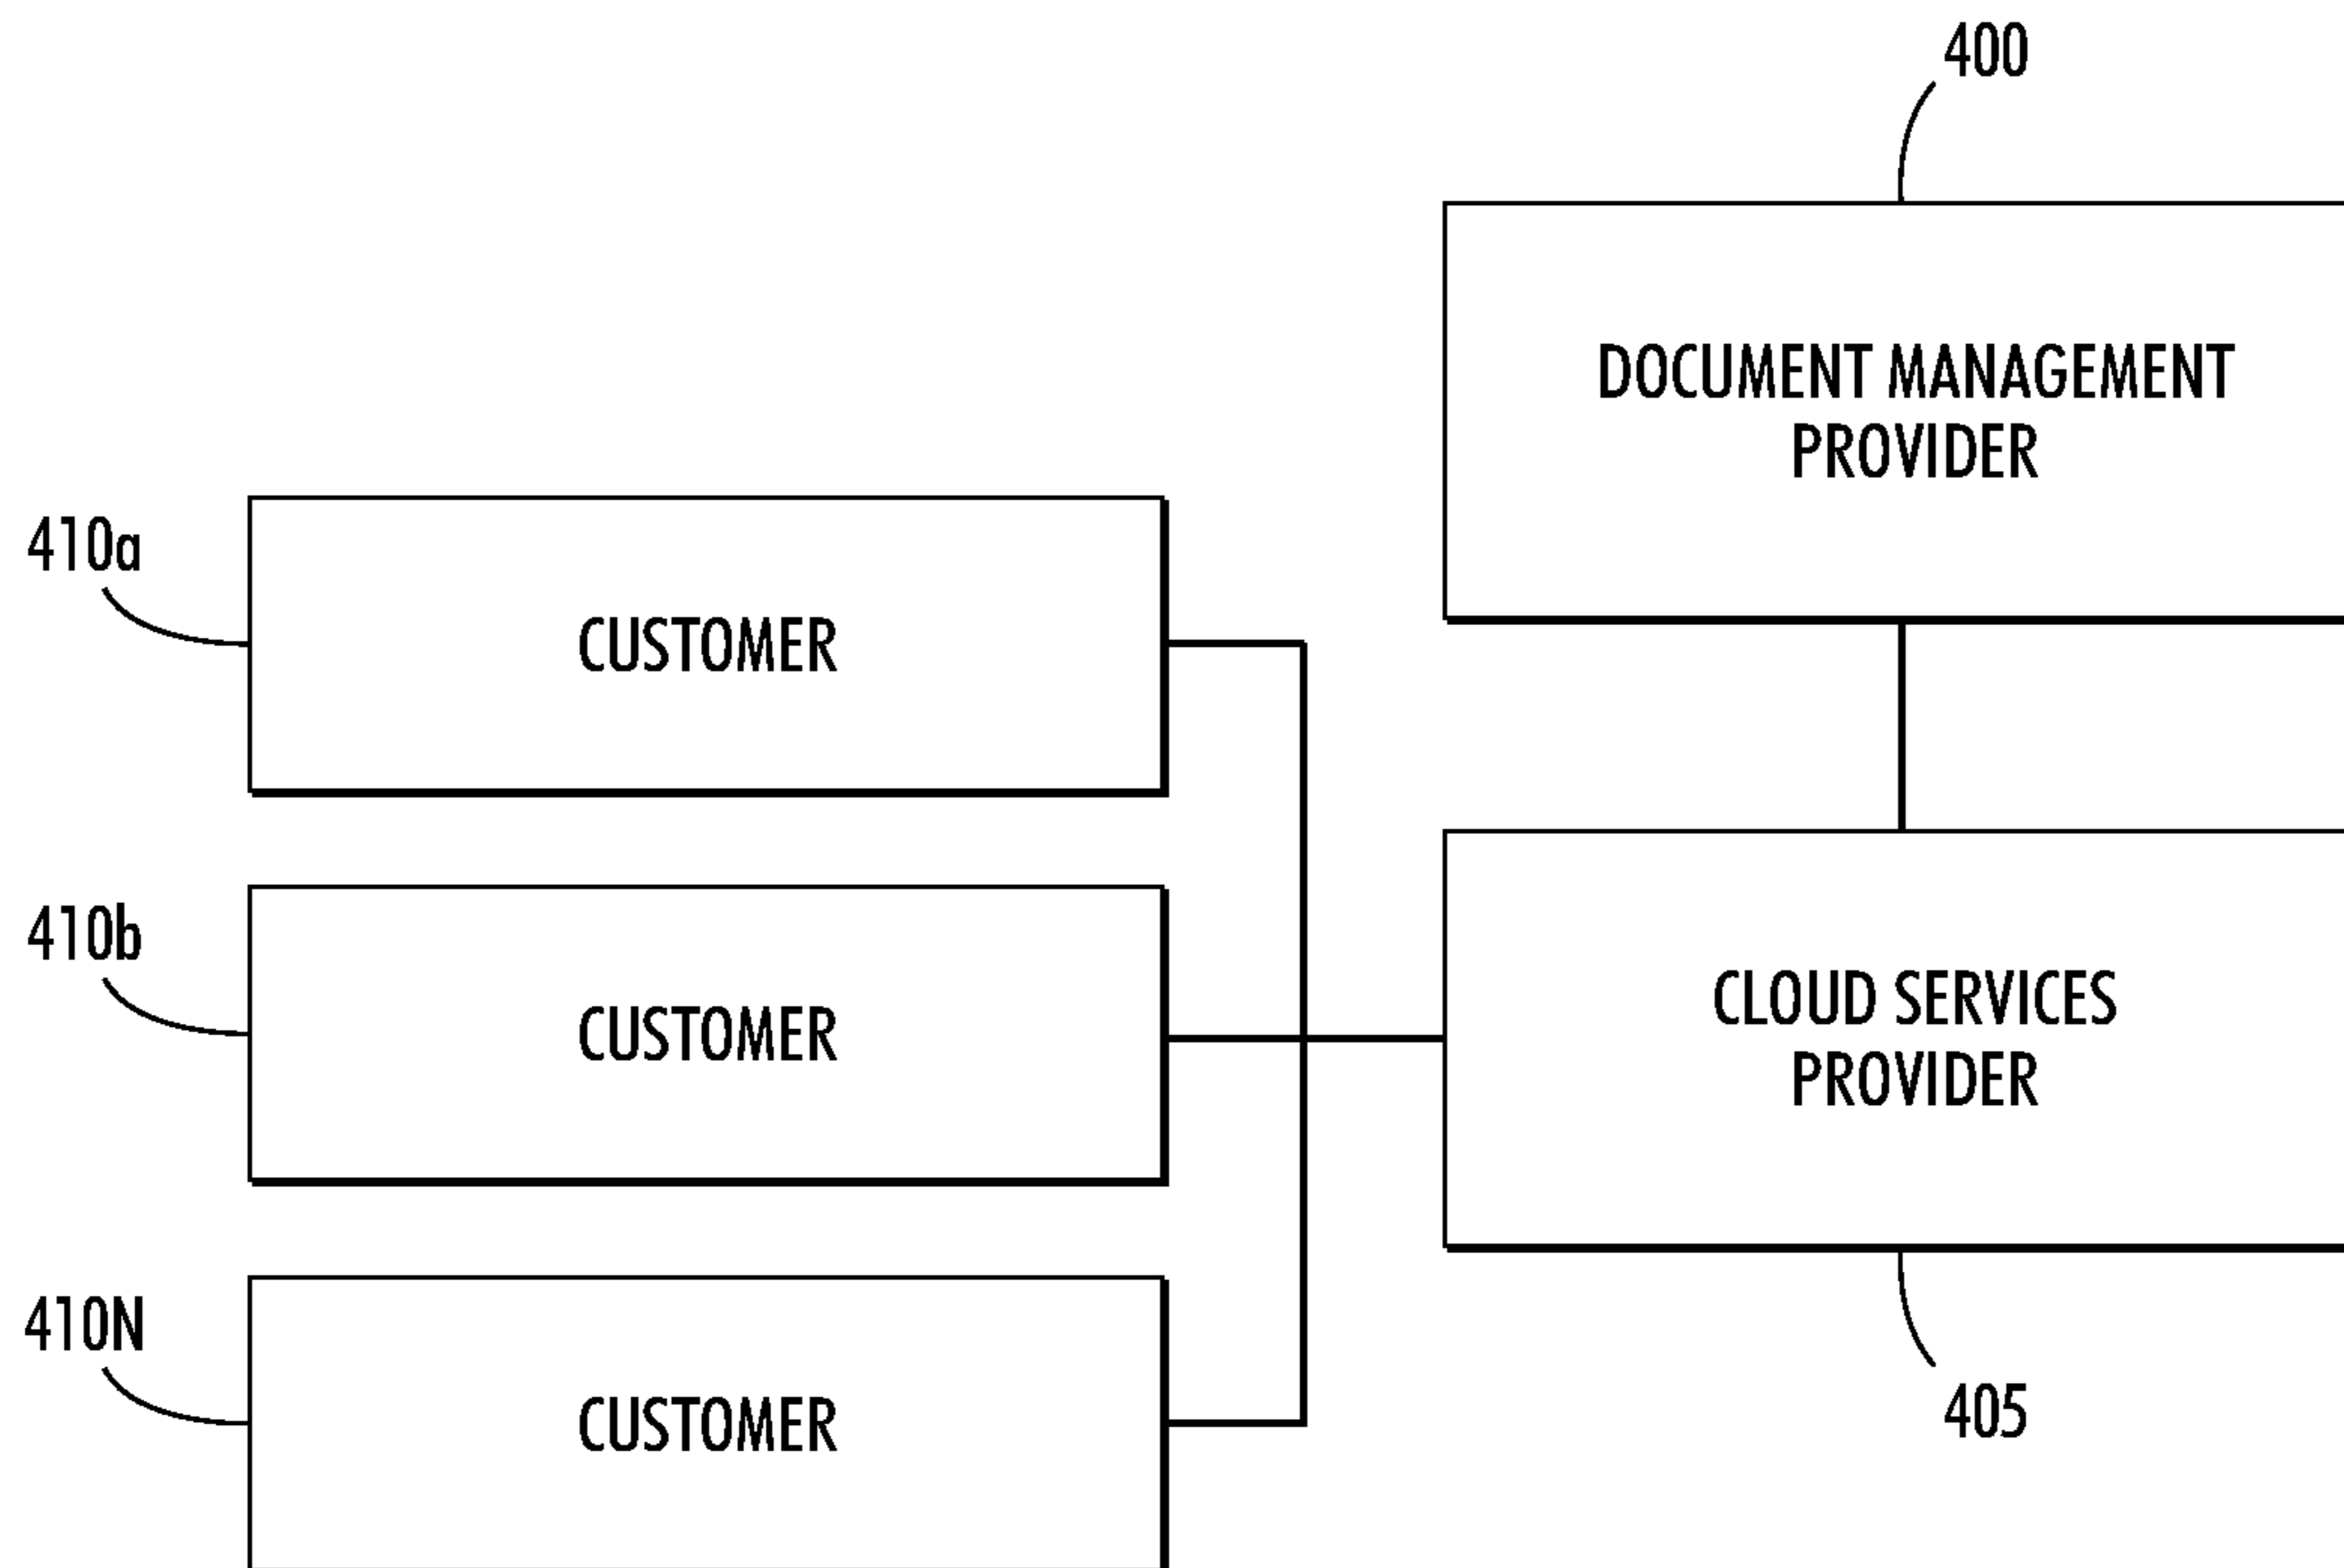 400
DOCUMENT MANAGEMENT
PROVIDER
410a
CUSTOMER
410b
CUSTOMER
CLOUD SERVICES
PROVIDER
410N
CUSTOMER
405